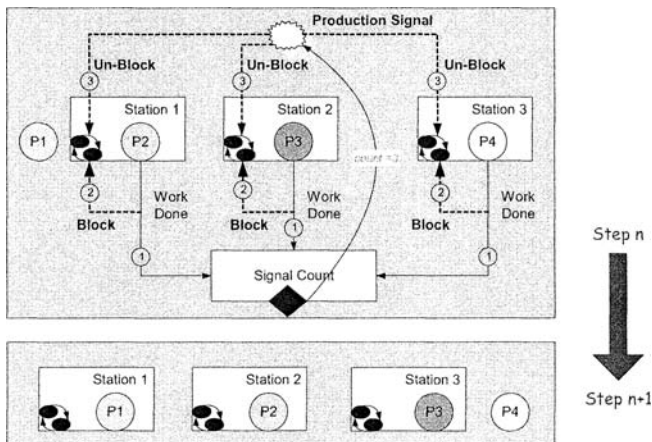 Production Signal
Un-Block
Un-Block
Un-Block
3
3
3
Station 1
Station 2
Station 3
P1
P2
P3
P4
count =3
2
2
2
Work
Done
Work
Done
Work
Done
Block
Block
Block
1
1
1
Signal Count
Step n
Station 1
Station 2
Station 3
P1
P2
P3
P4
Step n+1